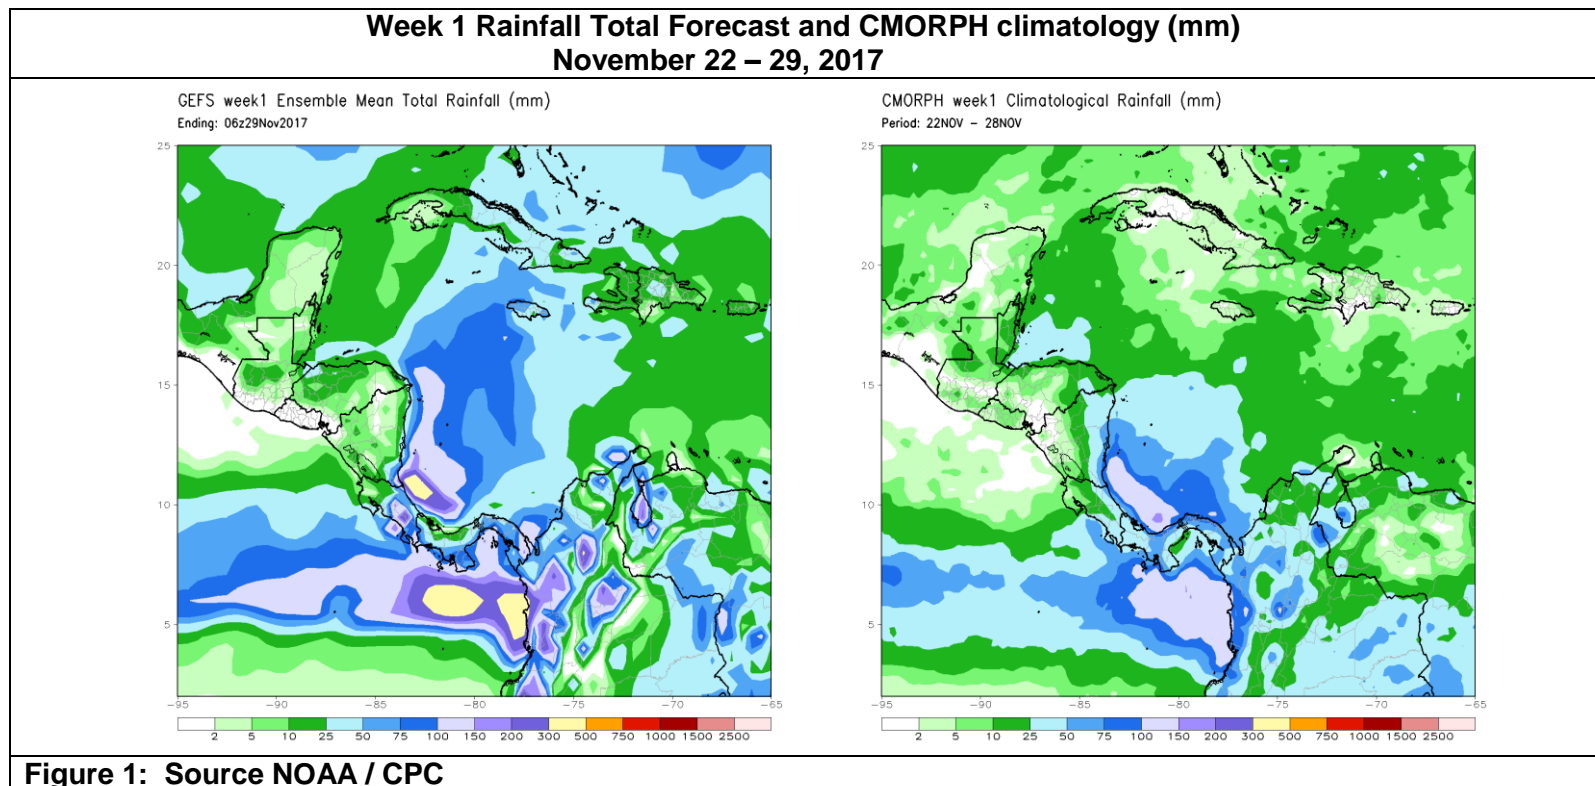 Week 1 Rainfall Total Forecast and CMORPH climatology (mm)
November 22 – 29, 2017
GEFS week1 Ensemble Mean Total Rainfall (mm)
Ending: 06z29Nov2017
25
20
15
10
5
-95 -90 -85 -80 -75 -70 -65
2 5 10 25 50 75 100 150 200 300 500 750 1000 1500 2500
CMORPH week1 Climatological Rainfall (mm)
Period: 22NOV – 28NOV
25
20
15
10
5
-95 -90 -85 -80 -75 -70 -65
2 5 10 25 50 75 100 150 200 300 500 750 1000 1500 2500
Figure 1: Source NOAA / CPC